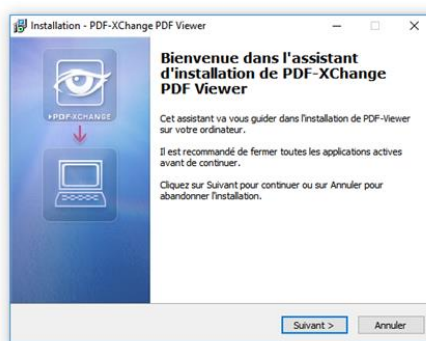 Installation - PDF-XChange PDF Viewer
Bienvenue dans l'assistant
d'installation de PDF-XChange
PDF Viewer
PDF-XCHANGE
Cet assistant va vous guider dans l'installation de PDF-Viewer
sur votre ordinateur.
Il est recommandé de fermer toutes les applications actives
avant de continuer.
Cliquez sur Suivant pour continuer ou sur Annuler pour
abandonner l'installation.
Suivant >
Annuler